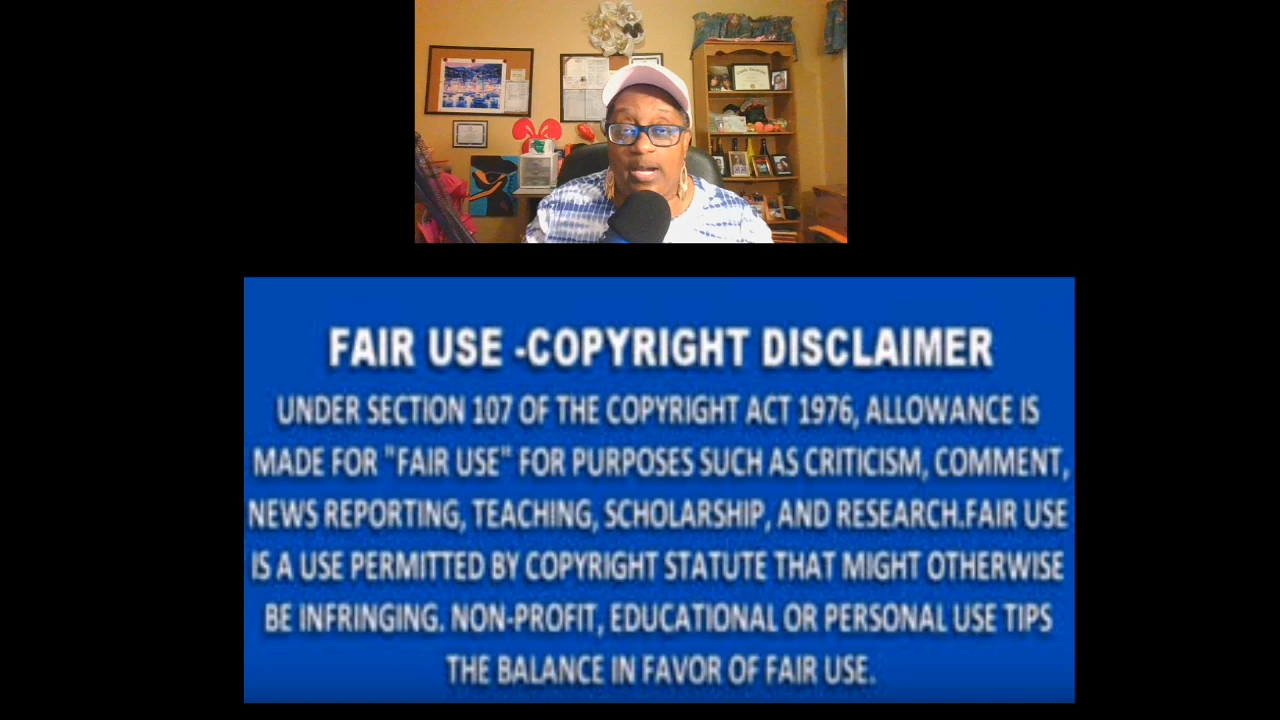 FAIR USE -COPYRIGHT DISCLAIMER
UNDER SECTION 107 OF THE COPYRIGHT ACT 1976, ALLOWANCE IS
MADE FOR "FAIR USE" FOR PURPOSES SUCH AS CRITICISM, COMMENT,
NEWS REPORTING, TEACHING, SCHOLARSHIP, AND RESEARCH.FAIR USE
IS A USE PERMITTED BY COPYRIGHT STATUTE THAT MIGHT OTHERWISE
BE INFRINGING. NON-PROFIT, EDUCATIONAL OR PERSONAL USE TIPS
THE BALANCE IN FAVOR OF FAIR USE.